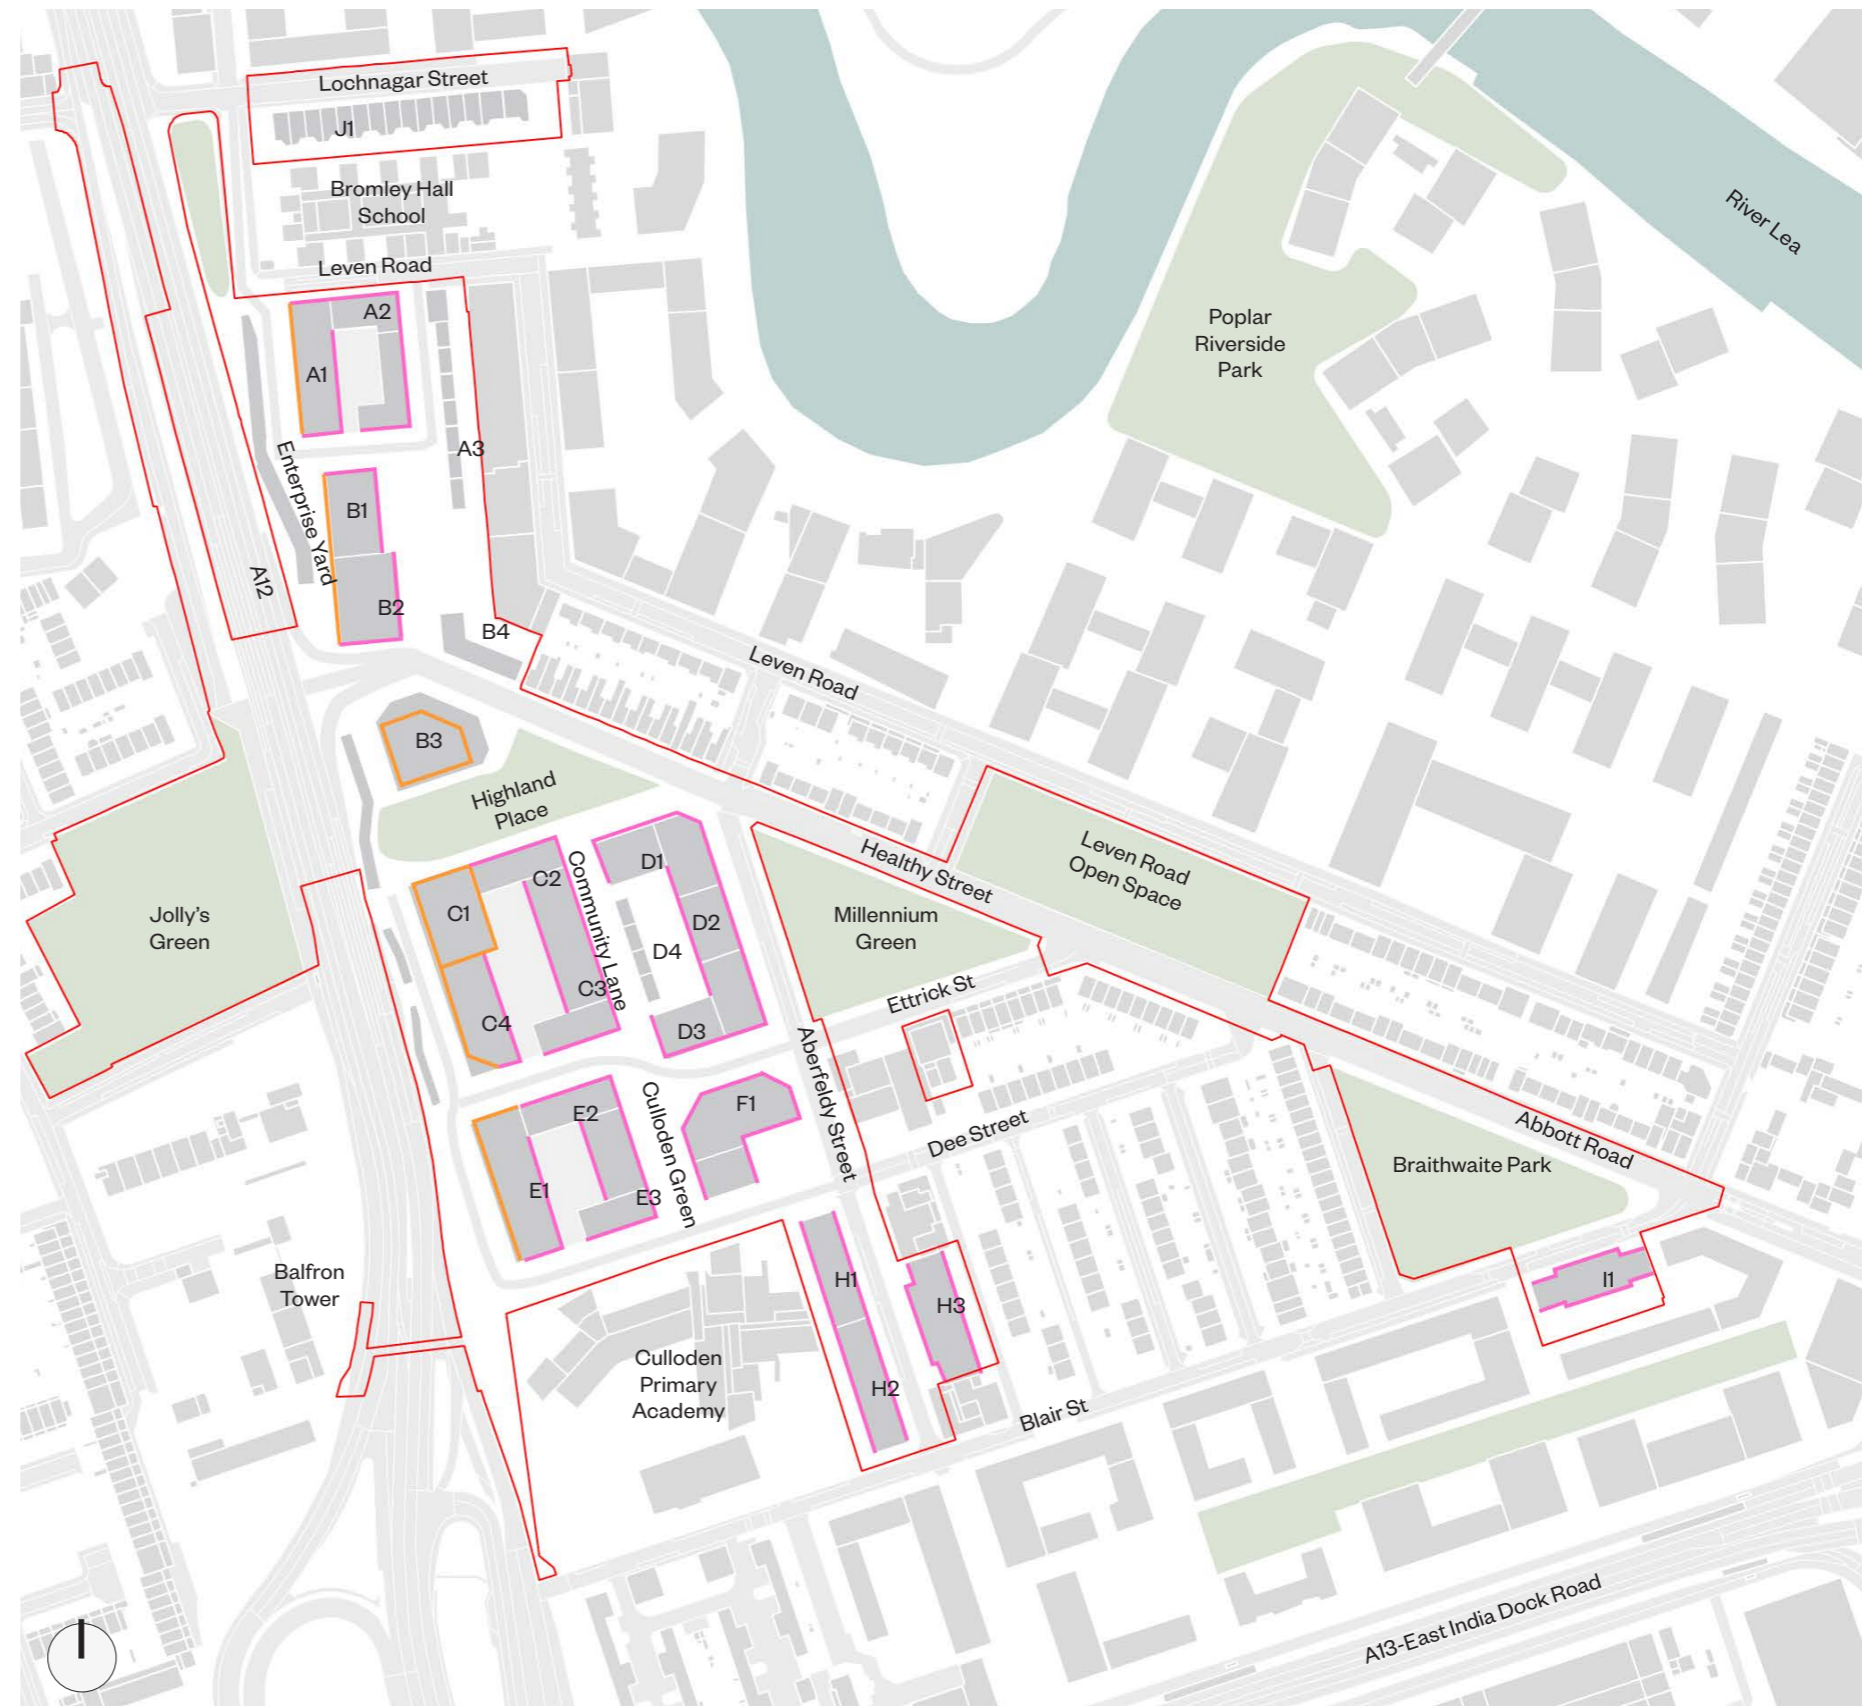 Lochnagar Street
J1
Bromley Hall
School
Leven Road
A2
A1
A3
Enterprise Yard
B1
A12
B2
B4
River Lea
Poplar
Riverside
Park
Leven Road
B3
Highland
Place
Healthy Street
Leven Road
Open Space
D1
C2
Community Lane
C1
Jolly's
Green
D2
D4
Millennium
Green
C3
C4
D3
Ettrick St
Aberfeldy Street
E2
Culloden Green
F1
Dee Street
Abbott Road
Braithwaite Park
E1
E3
Balfron
Tower
H1
H3
I1
Culloden
Primary
Academy
H2
Blair St
A13-East India Dock Road